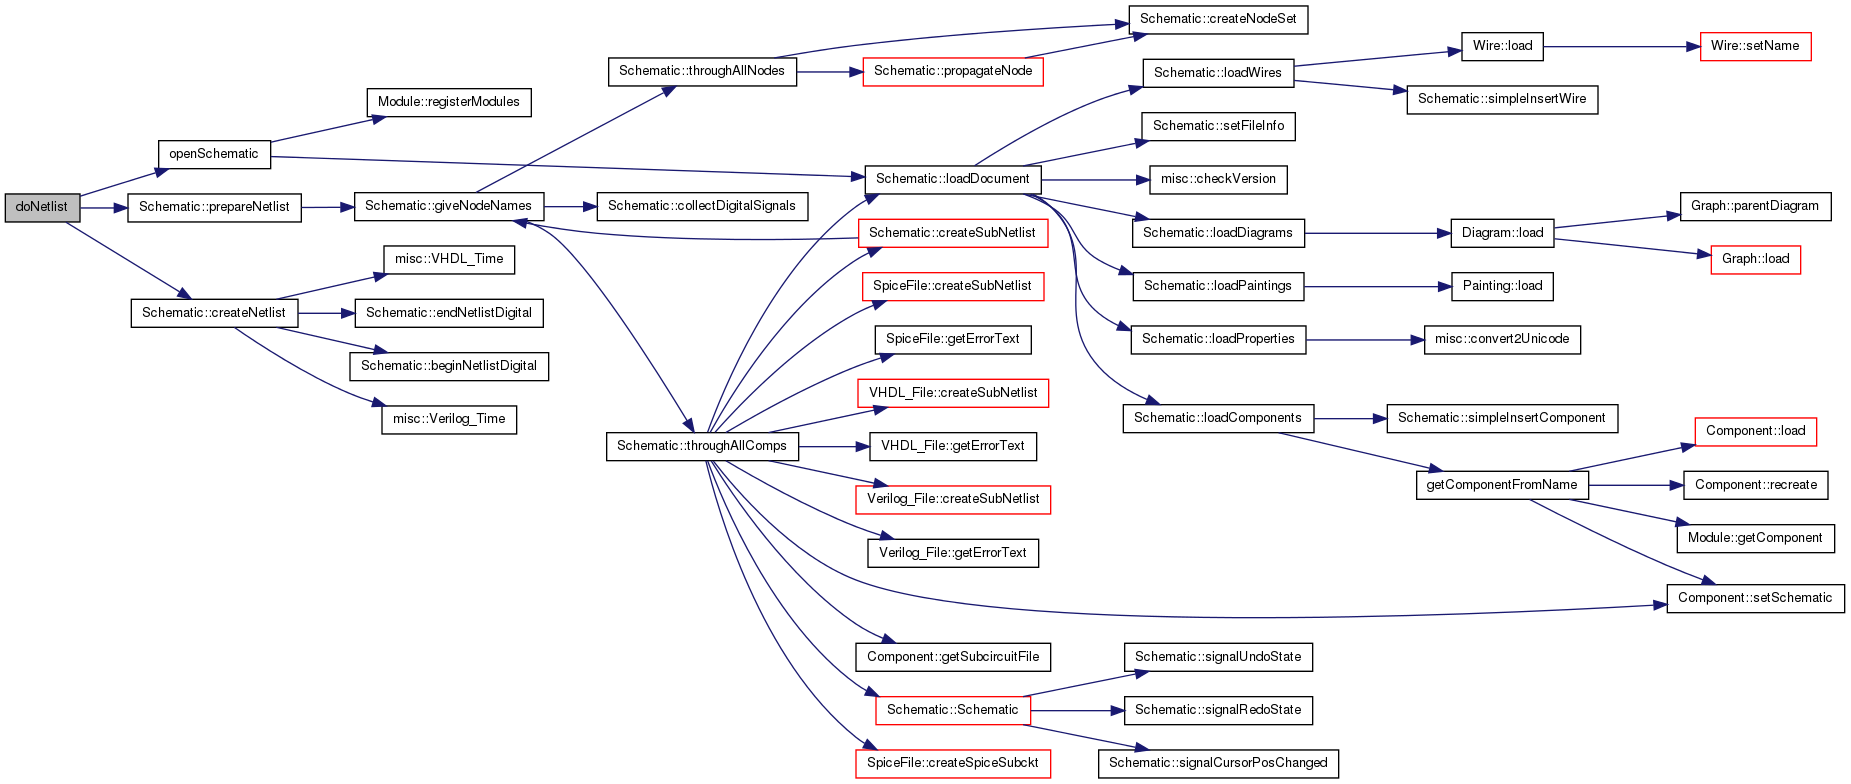 doNetlist
openSchematic
Schematic::prepareNetlist
Schematic::createNetlist
Module::registerModules
Schematic::giveNodeNames
misc::VHDL_Time
Schematic::endNetlistDigital
Schematic::beginNetlistDigital
misc::Verilog_Time
Schematic::throughAllNodes
Schematic::collectDigitalSignals
Schematic::throughAllComps
Schematic::propagateNode
Schematic::loadDocument
Schematic::createSubNetlist
SpiceFile::createSubNetlist
SpiceFile::getErrorText
VHDL_File::createSubNetlist
VHDL_File::getErrorText
Verilog_File::createSubNetlist
Verilog_File::getErrorText
Component::getSubcircuitFile
Schematic::Schematic
SpiceFile::createSpiceSubckt
Schematic::createNodeSet
Schematic::loadWires
Schematic::setFileInfo
misc::checkVersion
Schematic::loadDiagrams
Schematic::loadPaintings
Schematic::loadProperties
Schematic::loadComponents
Schematic::signalUndoState
Schematic::signalRedoState
Schematic::signalCursorPosChanged
Wire::load
Schematic::simpleInsertWire
Diagram::load
Painting::load
misc::convert2Unicode
Schematic::simpleInsertComponent
getComponentFromName
Wire::setName
Graph::parentDiagram
Graph::load
Component::load
Component::recreate
Module::getComponent
Component::setSchematic